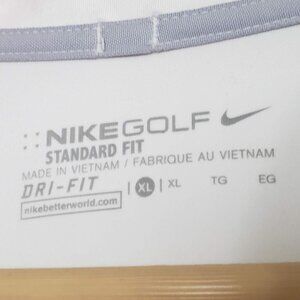 NIKEGOLF
STANDARD FIT
MADE IN VIETNAM / FABRIQUE AU VIETNAM
DRI-FIT | XL | XL TG EG
nikebetterworld.com